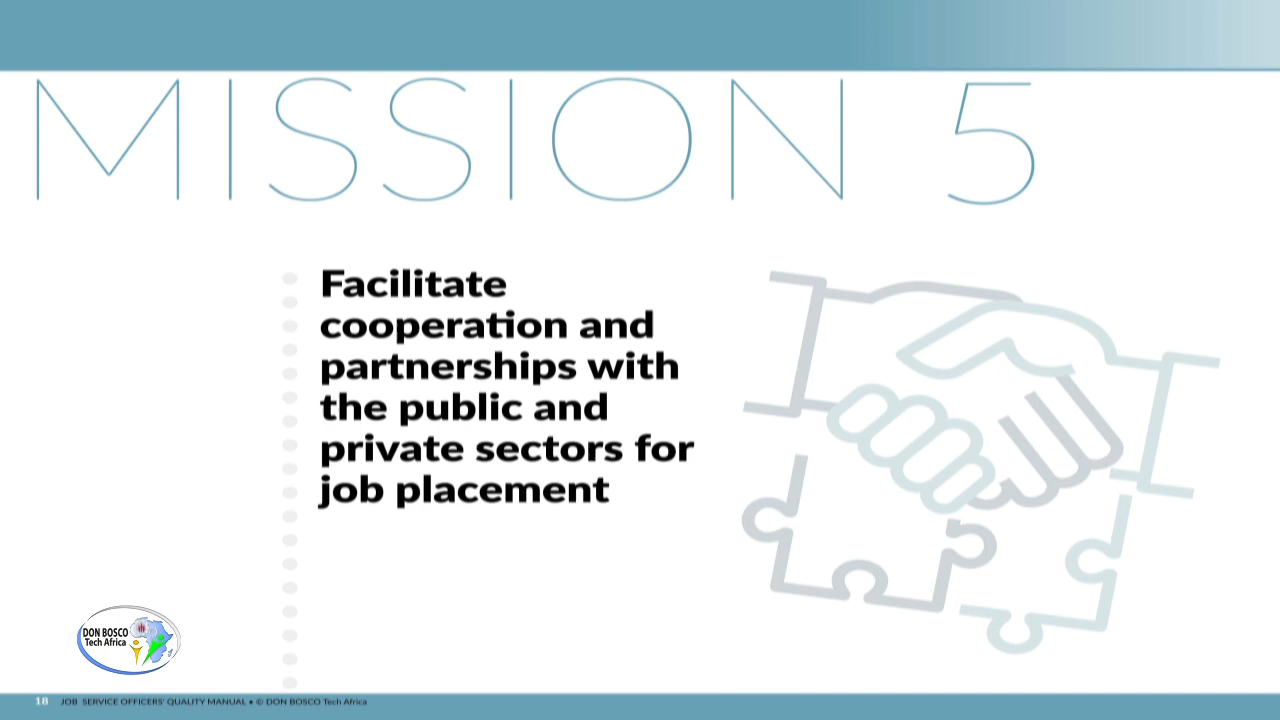 MISSION 5
Facilitate
cooperation and
partnerships with
the public and
private sectors for
job placement
DON BOSCO
Tech Africa
18 JOB SERVICE OFFICERS' QUALITY MANUAL • © DON BOSCO Tech Africa